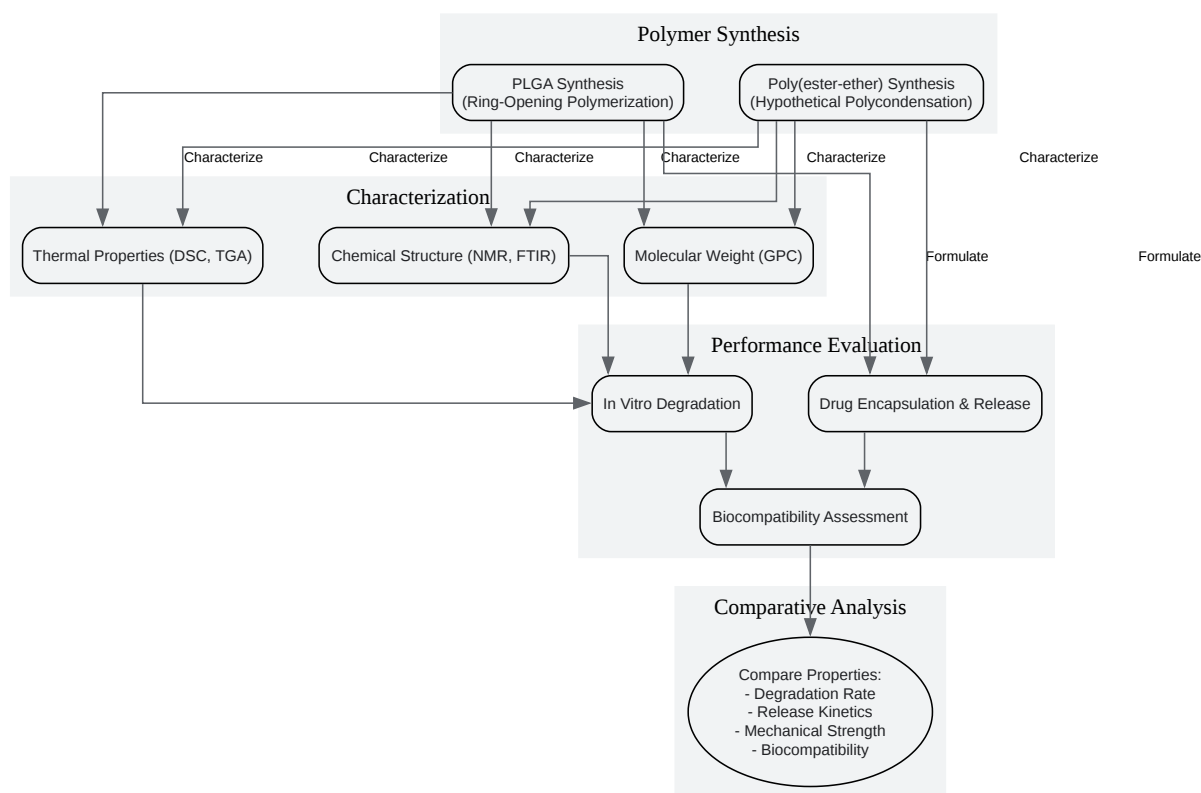 Polymer Synthesis
PLGA Synthesis
(Ring-Opening Polymerization)
Poly(ester-ether) Synthesis
(Hypothetical Polycondensation)
Characterize
Characterize
Characterize
Characterize
Characterize
Characterize
Characterization
Thermal Properties (DSC, TGA)
Chemical Structure (NMR, FTIR)
Molecular Weight (GPC)
Formulate
Formulate
Performance Evaluation
In Vitro Degradation
Drug Encapsulation & Release
Biocompatibility Assessment
Comparative Analysis
Compare Properties:
- Degradation Rate
- Release Kinetics
- Mechanical Strength
- Biocompatibility